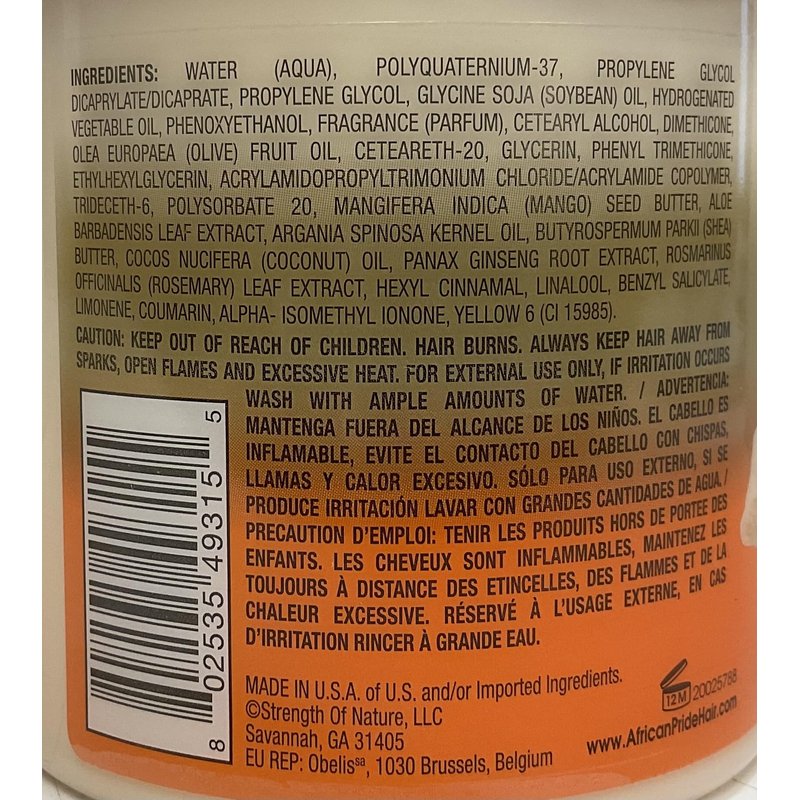 INGREDIENTS: WATER (AQUA), POLYQUATERNIUM-37, PROPYLENE GLYCOL
DICAPRYLATE/DICAPRATE, PROPYLENE GLYCOL, GLYCINE SOJA (SOYBEAN) OIL, HYDROGENATED
VEGETABLE OIL, PHENOXYETHANOL, FRAGRANCE (PARFUM), CETEARYL ALCOHOL, DIMETHICONE,
OLEA EUROPAEA (OLIVE) FRUIT OIL, CETEARETH-20, GLYCERIN, PHENYL TRIMETHICONE,
ETHYLHEXYLGLYCERIN, ACRYLAMIDOPROPYLTRIMONIUM CHLORIDE/ACRYLAMIDE COPOLYMER,
TRIDECETH-6, POLYSORBATE 20, MANGIFERA INDICA (MANGO) SEED BUTTER, ALOE
BARBADENSIS LEAF EXTRACT, ARGANIA SPINOSA KERNEL OIL, BUTYROSPERMUM PARKII (SHEA)
BUTTER, COCOS NUCIFERA (COCONUT) OIL, PANAX GINSENG ROOT EXTRACT, ROSMARINUS
OFFICINALIS (ROSEMARY) LEAF EXTRACT, HEXYL CINNAMAL, LINALOOL, BENZYL SALICYLATE,
LIMONENE, COUMARIN, ALPHA- ISOMETHYL IONONE, YELLOW 6 (CI 15985).
CAUTION: KEEP OUT OF REACH OF CHILDREN. HAIR BURNS. ALWAYS KEEP HAIR AWAY FROM
SPARKS, OPEN FLAMES AND EXCESSIVE HEAT. FOR EXTERNAL USE ONLY, IF IRRITATION OCCURS
WASH WITH AMPLE AMOUNTS OF WATER. / ADVERTENCIA:
MANTENGA FUERA DEL ALCANCE DE LOS NIÑOS. EL CABELLO ES
INFLAMABLE, EVITE EL CONTACTO DEL CABELLO CON CHISPAS,
LLAMAS Y CALOR EXCESIVO. SÓLO PARA USO EXTERNO, SI SE
PRODUCE IRRITACIÓN LAVAR CON GRANDES CANTIDADES DE AGUA. /
PRECAUTION D'EMPLOI: TENIR LES PRODUITS HORS DE PORTEE DES
ENFANTS. LES CHEVEUX SONT INFLAMMABLES, MAINTENEZ LES
TOUJOURS À DISTANCE DES ETINCELLES, DES FLAMMES ET DE LA
CHALEUR EXCESSIVE. RÉSERVÉ À L'USAGE EXTERNE, EN CAS
D'IRRITATION RINCER À GRANDE EAU.
8 02535 49315 5
MADE IN U.S.A. of U.S. and/or Imported Ingredients.
©Strength Of Nature, LLC
Savannah, GA 31405
EU REP: Obelis sa, 1030 Brussels, Belgium
12 M 20025788
www.AfricanPrideHair.com